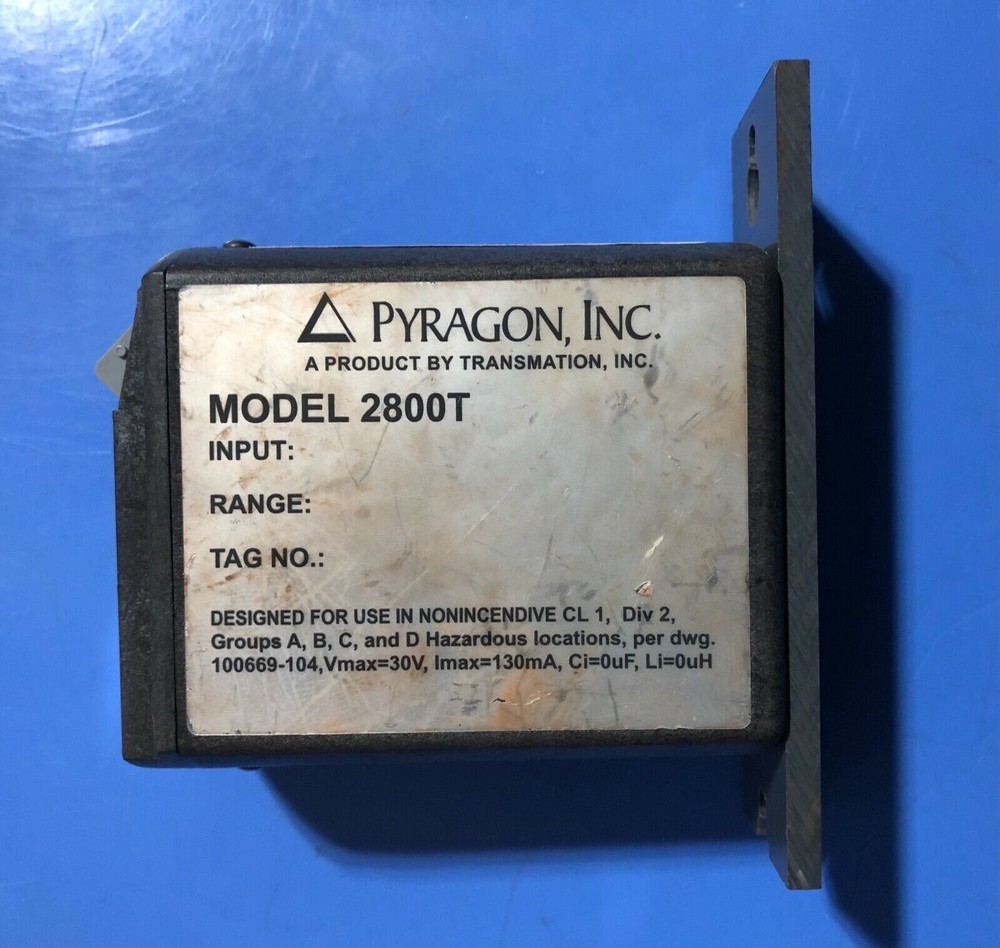 PYRAGON, INC.
A PRODUCT BY TRANSMATION, INC.
MODEL 2800T
INPUT:
RANGE:
TAG NO.:
DESIGNED FOR USE IN NONINCENDIVE CL 1, Div 2,
Groups A, B, C, and D Hazardous locations, per dwg.
100669-104,Vmax=30V, Imax=130mA, Ci=0uF, Li=0uH